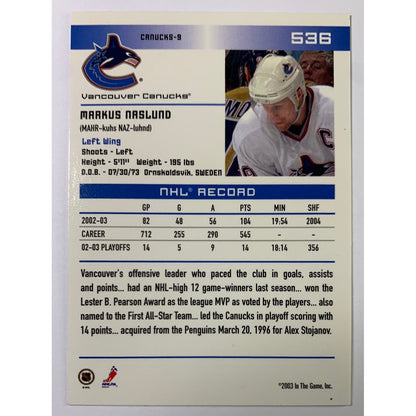 CANUCKS-9
536
Vancouver Canucks®
MARKUS NASLUND
(MAHR-kuhs NAZ-luhnd)
Left Wing
Shoots - Left
Height - 5'11" Weight - 195 lbs
D.O.B. - 07/30/73 Ornskoldsvik, SWEDEN
NHL® RECORD
GP G A PTS MIN SHF
2002-03 82 48 56 104 19:54 2004
CAREER 712 255 290 545
02-03 PLAYOFFS 14 5 9 14 18:14 356
Vancouver's offensive leader who paced the club in goals, assists
and points... had an NHL-high 12 game-winners last season... won the
Lester B. Pearson Award as the league MVP as voted by the players... also
named to the First All-Star Team... led the Canucks in playoff scoring with
14 points... acquired from the Penguins March 20, 1996 for Alex Stojanov.
©2003 In The Game, Inc.